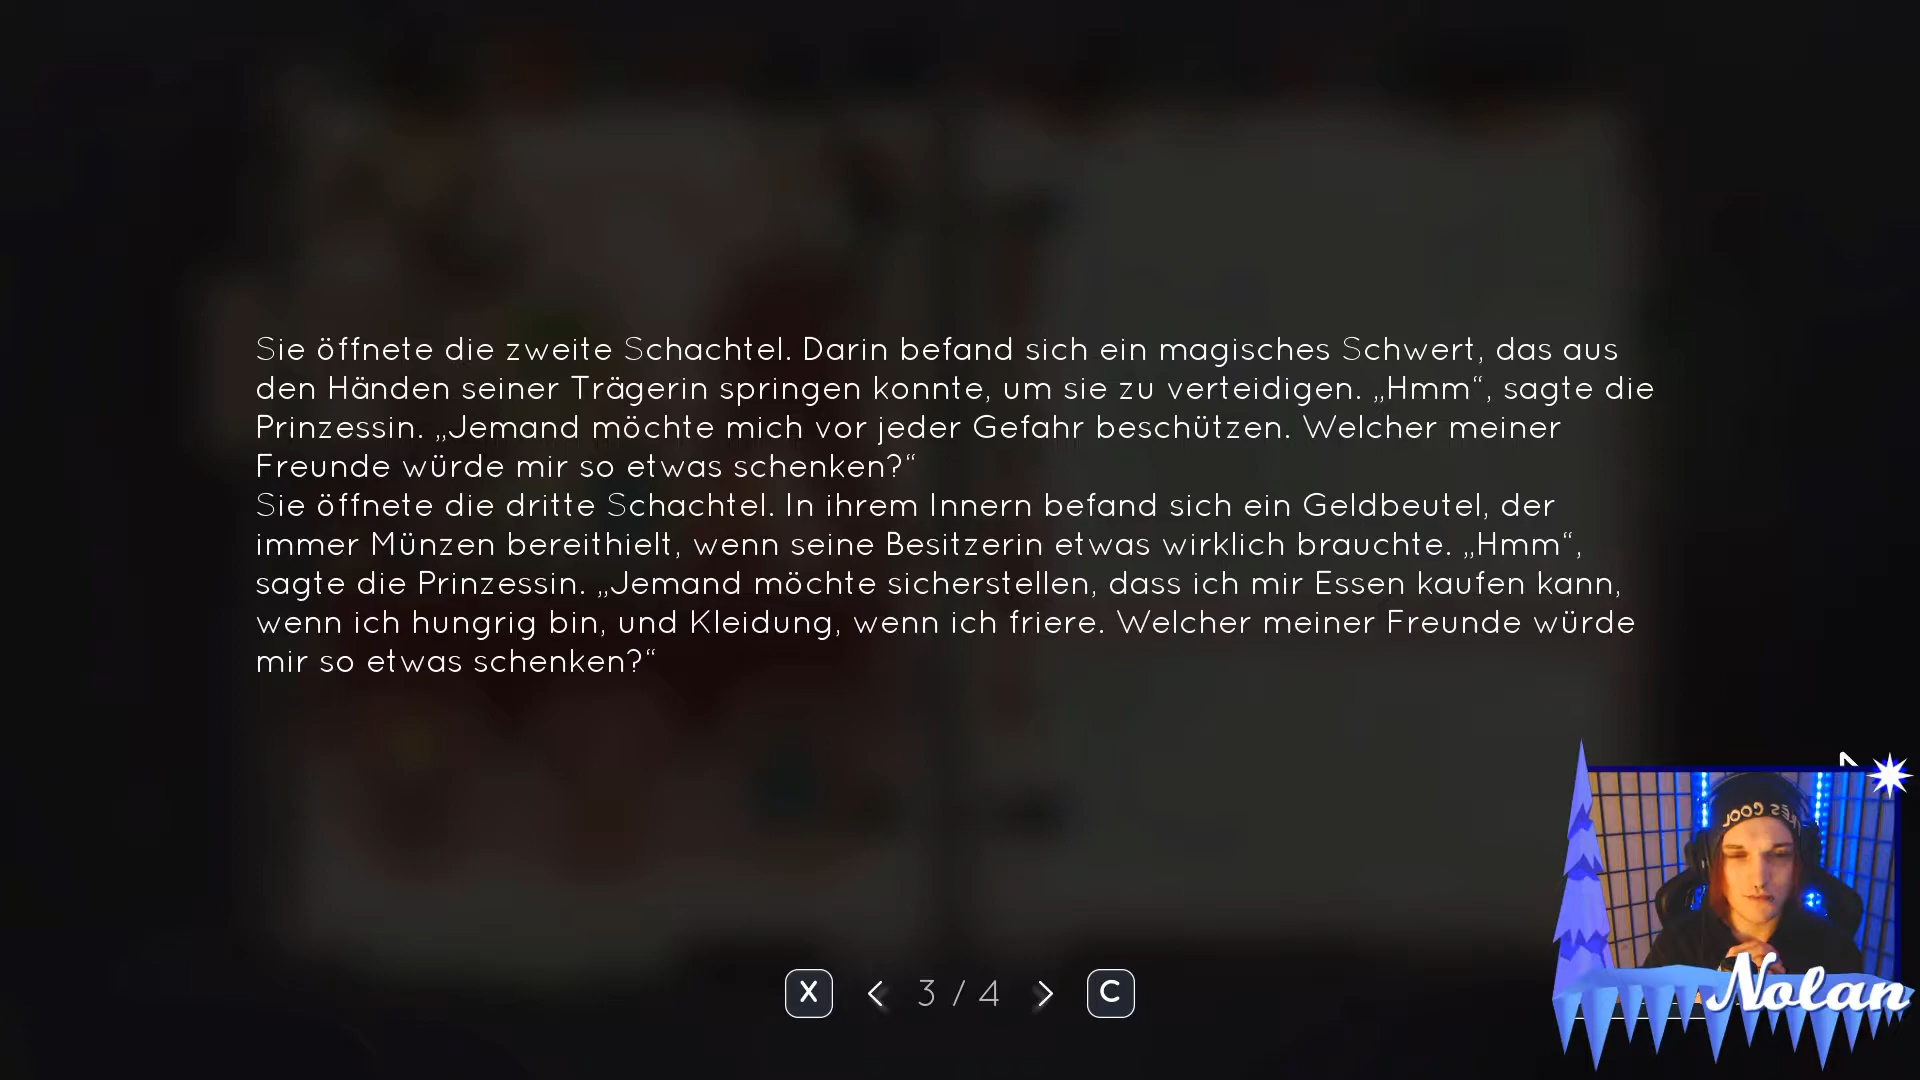 Sie öffnete die zweite Schachtel. Darin befand sich ein magisches Schwert, das aus
den Händen seiner Trägerin springen konnte, um sie zu verteidigen. „Hmm“, sagte die
Prinzessin. „Jemand möchte mich vor jeder Gefahr beschützen. Welcher meiner
Freunde würde mir so etwas schenken?“
Sie öffnete die dritte Schachtel. In ihrem Innern befand sich ein Geldbeutel, der
immer Münzen bereithielt, wenn seine Besitzerin etwas wirklich brauchte. „Hmm“,
sagte die Prinzessin. „Jemand möchte sicherstellen, dass ich mir Essen kaufen kann,
wenn ich hungrig bin, und Kleidung, wenn ich friere. Welcher meiner Freunde würde
mir so etwas schenken?“
COOL
Nolan
X < 3 / 4 > C